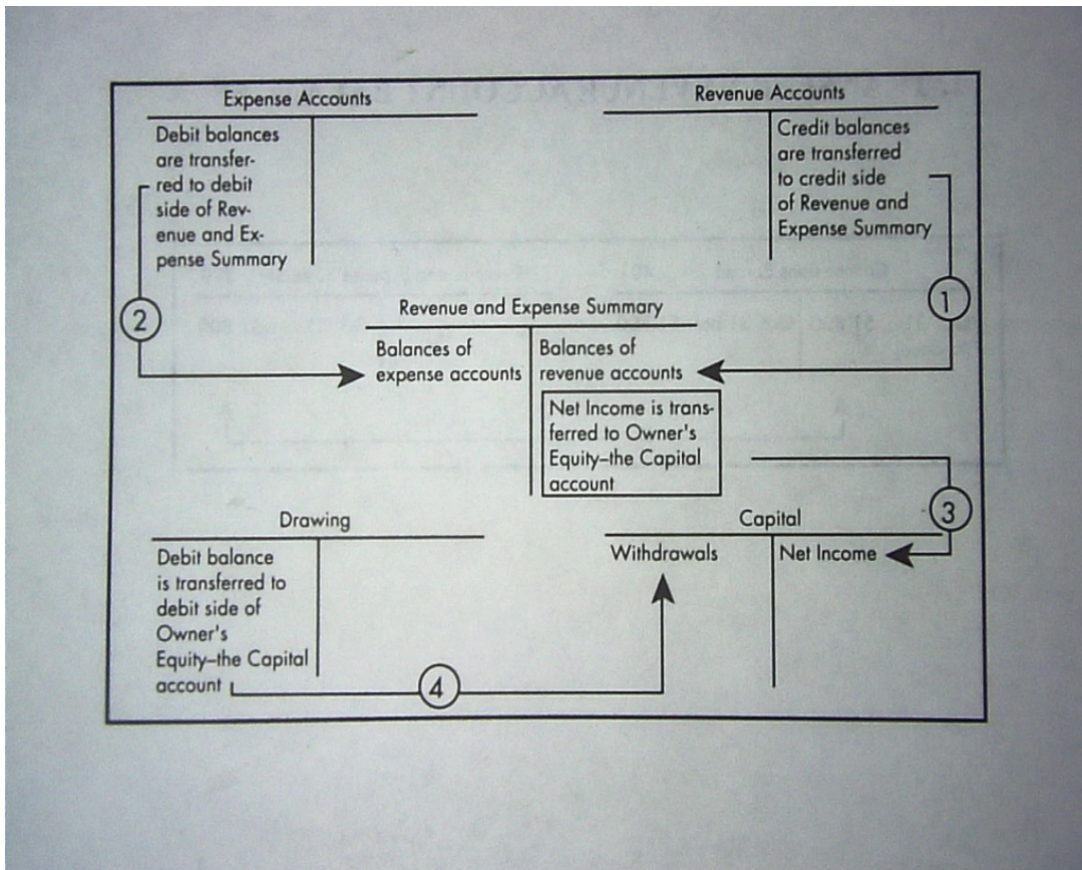 Expense Accounts
Debit balances
are transfer-
red to debit
side of Rev-
enue and Ex-
pense Summary
Revenue Accounts
Credit balances
are transferred
to credit side
of Revenue and
Expense Summary
2
1
Revenue and Expense Summary
Balances of
expense accounts
Balances of
revenue accounts
Net Income is trans-
ferred to Owner's
Equity–the Capital
account
3
Drawing
Debit balance
is transferred to
debit side of
Owner's
Equity–the Capital
account
4
Capital
Withdrawals
Net Income